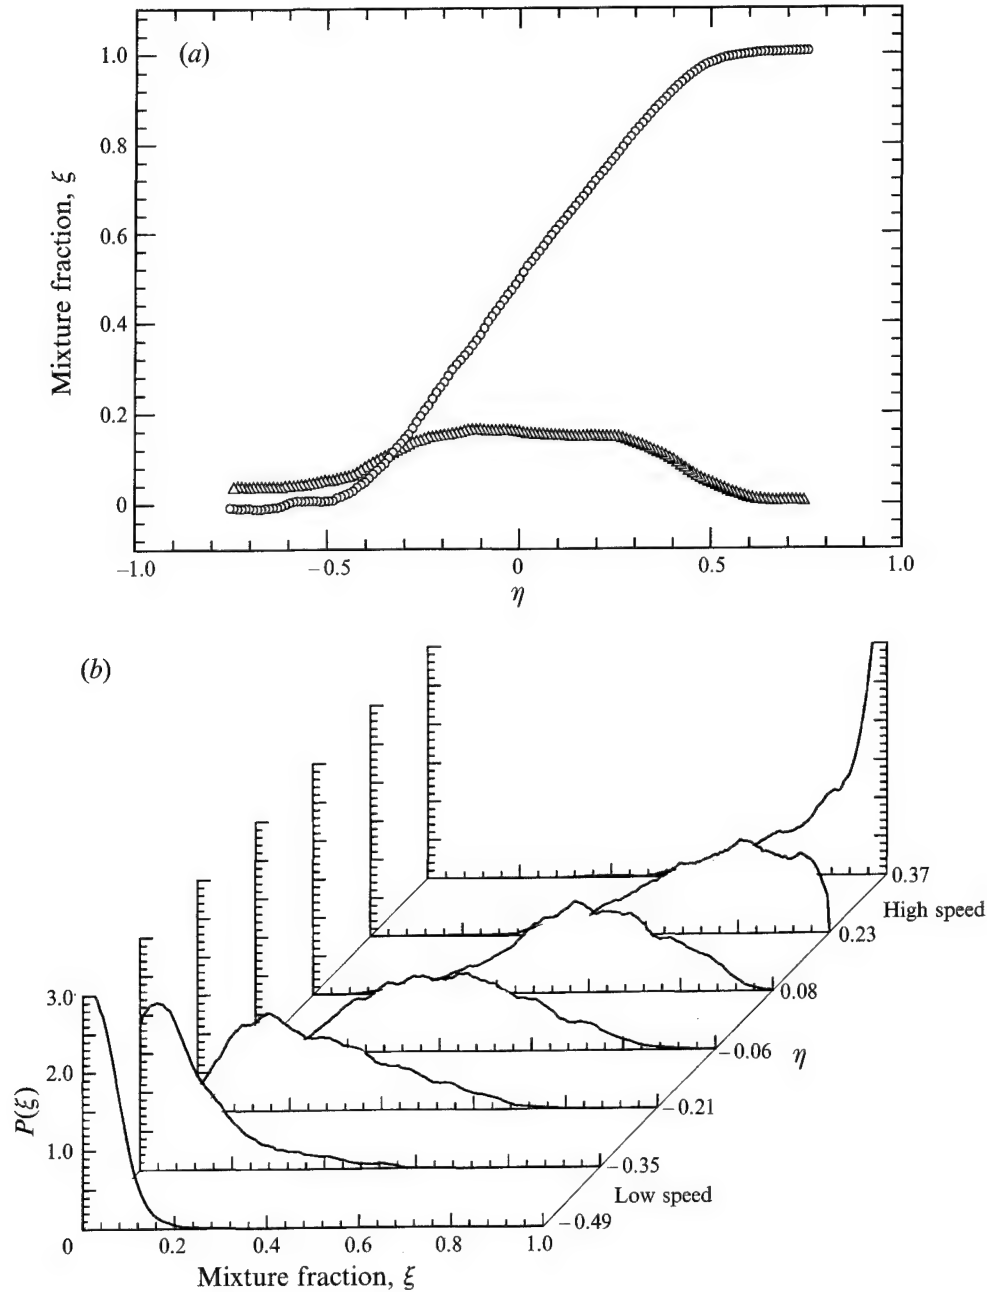 (a)
1.0
0.8
0.6
0.4
0.2
0
Mixture fraction, ξ
−1.0 −0.5 0 0.5 1.0
η
(b)
0.37
High speed
0.23
0.08
−0.06 η
−0.21
−0.35
Low speed
−0.49
3.0
2.0
1.0
P(ξ)
0 0.2 0.4 0.6 0.8 1.0
Mixture fraction, ξ